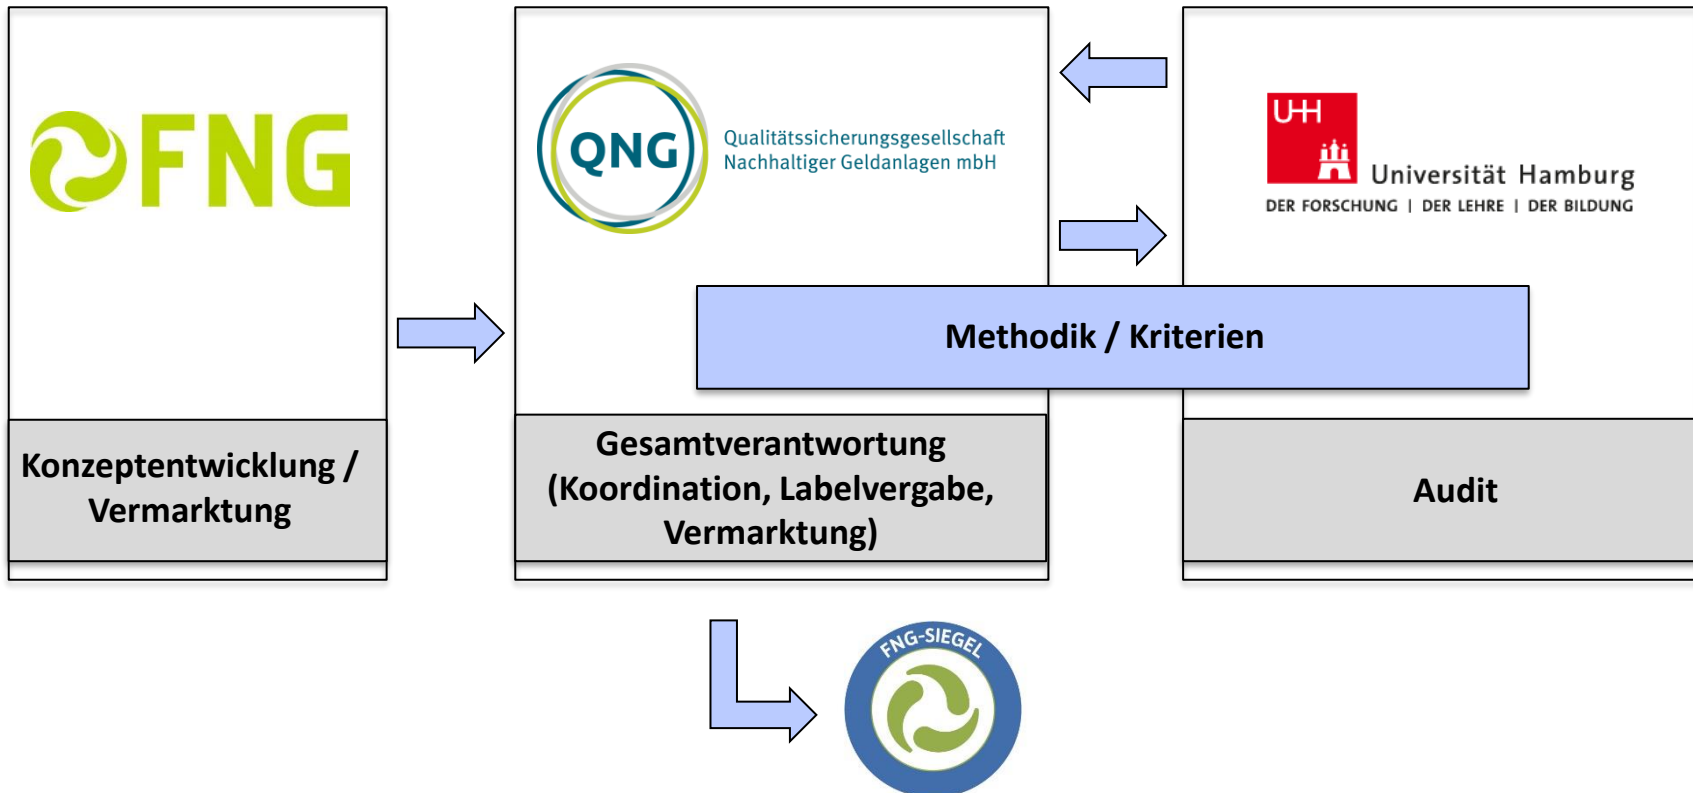 FNG
QNG
Qualitätssicherungsgesellschaft
Nachhaltiger Geldanlagen mbH
UHH
Universität Hamburg
DER FORSCHUNG | DER LEHRE | DER BILDUNG
Methodik / Kriterien
Konzeptentwicklung /
Vermarktung
Gesamtverantwortung
(Koordination, Labelvergabe,
Vermarktung)
Audit
FNG-SIEGEL